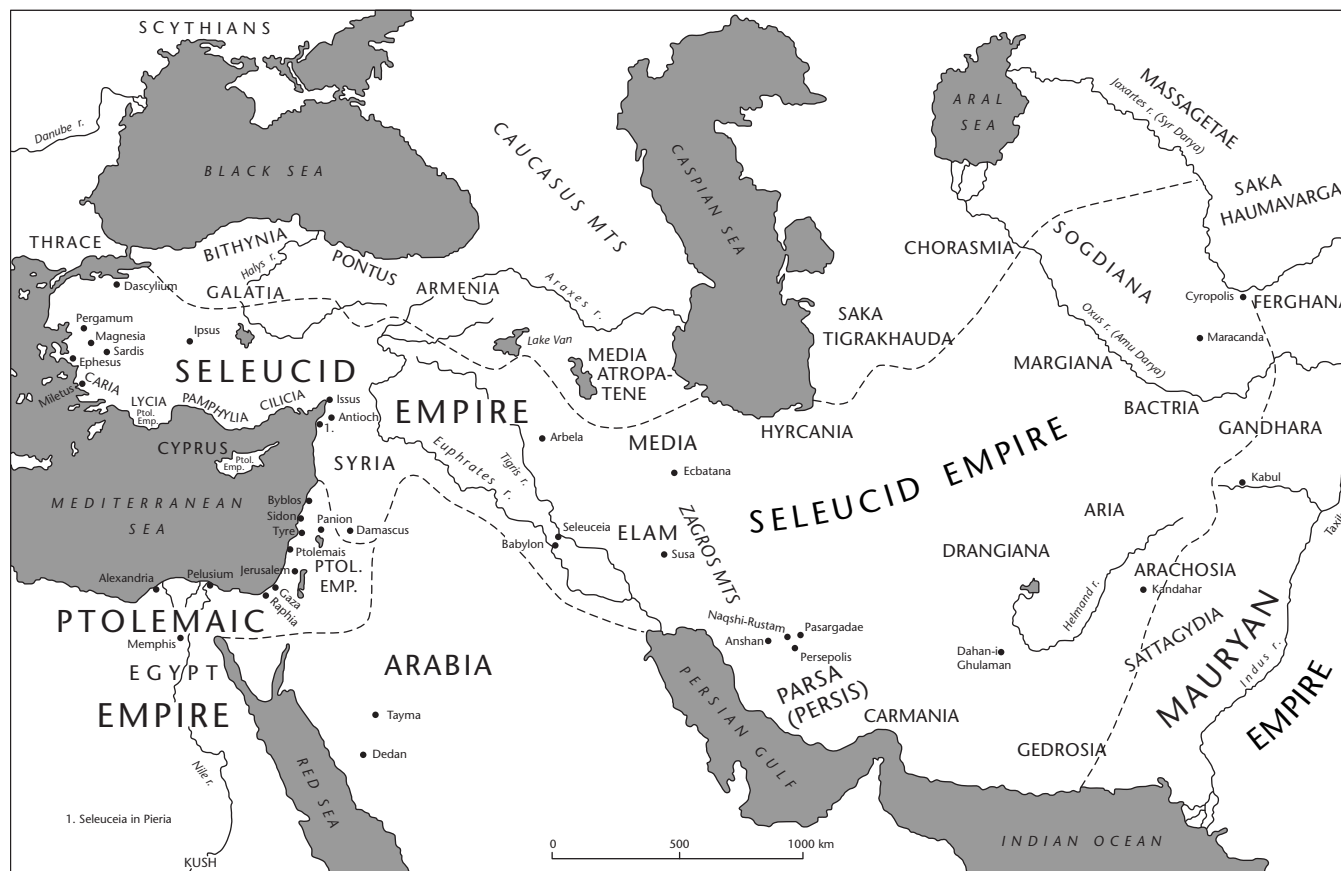 SCYTHIANS
Danube r.
BLACK SEA
CAUCASUS MTS
CASPIAN SEA
ARAL
SEA
MASSAGETAE
Jaxartes r. (Syr Darya)
SAKA
HAUMAVARGA
THRACE
BITHYNIA
Halys r.
PONTUS
GALATIA
ARMENIA
Araxes r.
CHORASMIA
SOGDIANA
Cyropolis
FERGHANA
Maracanda
Oxus r. (Amu Darya)
Dascylium
Pergamum
Magnesia
Sardis
Ephesus
Ipsus
Lake Van
MEDIA
ATROPA-
TENE
SAKA
TIGRAKHAUDA
MARGIANA
BACTRIA
GANDHARA
SELEUCID
EMPIRE
Miletus
CARIA
LYCIA
Ptol.
Emp.
PAMPHYLIA
CILICIA
Issus
Antioch
1.
HYRCANIA
Arbela
MEDIA
Ecbatana
CYPRUS
Ptol.
Emp.
SYRIA
Euphrates r.
Tigris r.
SELEUCID EMPIRE
Kabul
MEDITERRANEAN
SEA
Byblos
Sidon
Tyre
Panion
Damascus
Ptolemais
Jerusalem
PTOL.
EMP.
Seleuceia
Babylon
ELAM
Susa
ZAGROS MTS
ARIA
DRANGIANA
Helmand r.
ARACHOSIA
Kandahar
Alexandria
Pelusium
Gaza
Raphia
PTOLEMAIC
Memphis
EGYPT
EMPIRE
ARABIA
Tayma
Dedan
Naqshi-Rustam
Pasargadae
Anshan
Persepolis
PARSA
(PERSIS)
PERSIAN GULF
CARMANIA
Dahan-i-
Ghulaman
SATTAGYDIA
MAURYAN
EMPIRE
Indus r.
GEDROSIA
Nile r.
RED SEA
1. Seleuceia in Pieria
KUSH
0 500 1000 km
INDIAN OCEAN